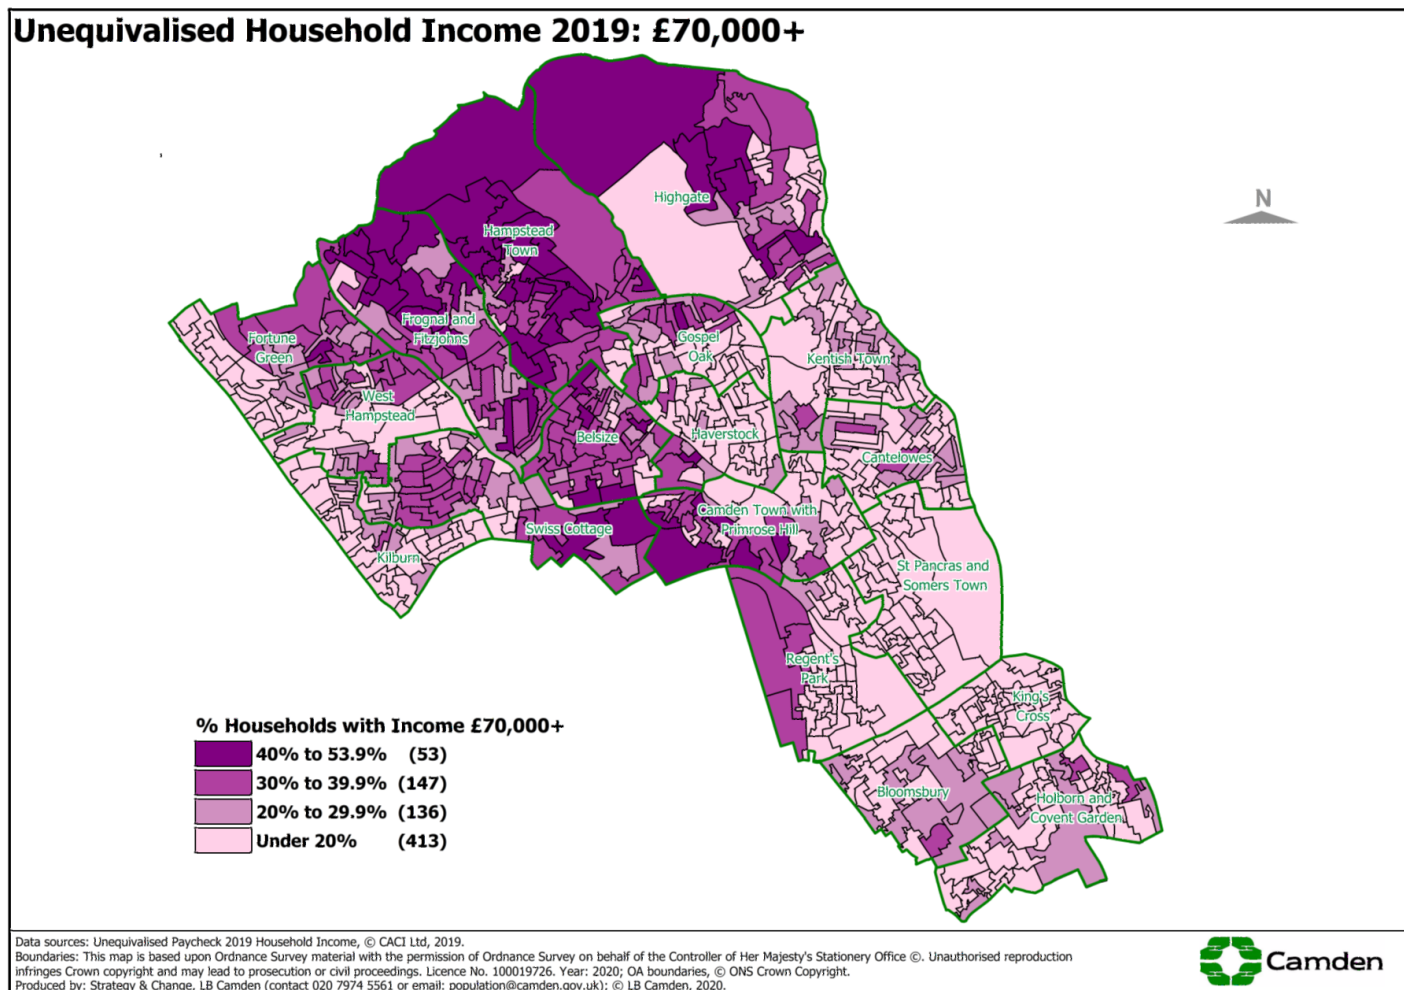 Unequivalised Household Income 2019: £70,000+
N
Highgate
Hampstead
Town
Frognal and
Fitzjohns
Fortune
Green
Gospel
Oak
Kentish Town
West
Hampstead
Belsize
Haverstock
Cantelowes
Camden Town with
Primrose Hill
Swiss Cottage
Kilburn
St Pancras and
Somers Town
Regent's
Park
King's
Cross
Bloomsbury
Holborn and
Covent Garden
% Households with Income £70,000+
40% to 53.9% (53)
30% to 39.9% (147)
20% to 29.9% (136)
Under 20% (413)
Data sources: Unequivalised Paycheck 2019 Household Income, © CACI Ltd, 2019.
Boundaries: This map is based upon Ordnance Survey material with the permission of Ordnance Survey on behalf of the Controller of Her Majesty's Stationery Office ©. Unauthorised reproduction
infringes Crown copyright and may lead to prosecution or civil proceedings. Licence No. 100019726. Year: 2020; OA boundaries, © ONS Crown Copyright.
Produced by: Strategy & Change, LB Camden (contact 020 7974 5561 or email: population@camden.gov.uk); © LB Camden, 2020.
Camden